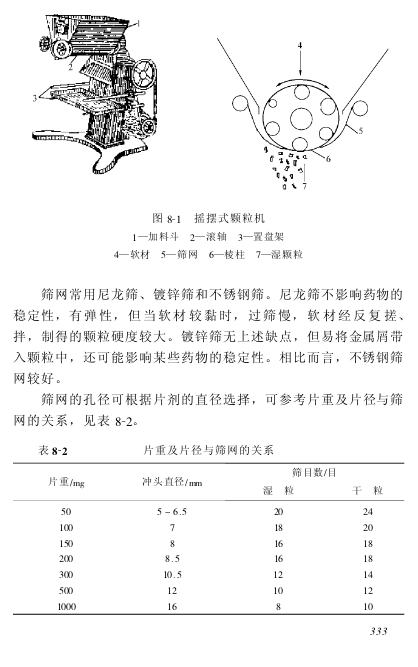 1
2
3
4
5
6
7
图 8-1　摇摆式颗粒机
1—加料斗　2—滚轴　3—置盘架
4—软材　5—筛网　6—棱柱　7—湿颗粒
筛网常用尼龙筛、镀锌筛和不锈钢筛。尼龙筛不影响药物的
稳定性，有弹性，但当软材较黏时，过筛慢，软材经反复搓、
拌，制得的颗粒硬度较大。镀锌筛无上述缺点，但易将金属屑带
入颗粒中，还可能影响某些药物的稳定性。相比而言，不锈钢筛
网较好。
筛网的孔径可根据片剂的直径选择，可参考片重及片径与筛
网的关系，见表 8-2。
表 8-2　片重及片径与筛网的关系
片重/mg　冲头直径/mm　筛目数/目
湿　粒　干　粒
50　5～6.5　20　24
100　7　18　20
150　8　16　18
200　8.5　16　18
300　10.5　12　14
500　12　10　12
1000　16　8　10
333